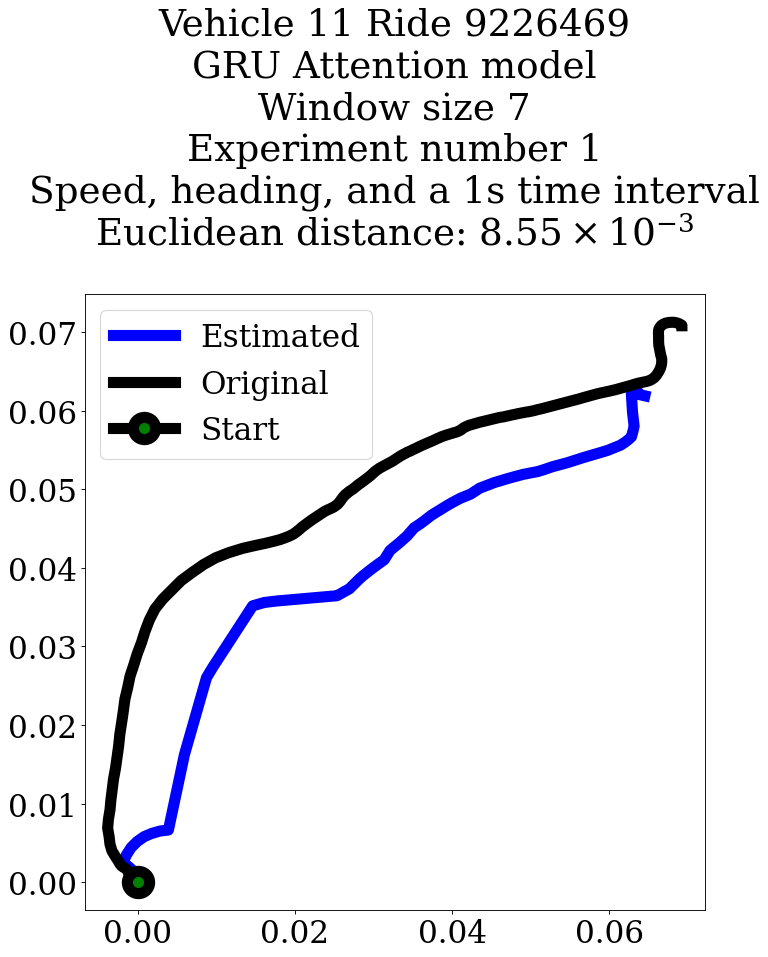 Vehicle 11 Ride 9226469
GRU Attention model
Window size 7
Experiment number 1
Speed, heading, and a 1s time interval
Euclidean distance: 8.55 × 10⁻³
Estimated
Original
Start
0.07
0.06
0.05
0.04
0.03
0.02
0.01
0.00
0.00 0.02 0.04 0.06